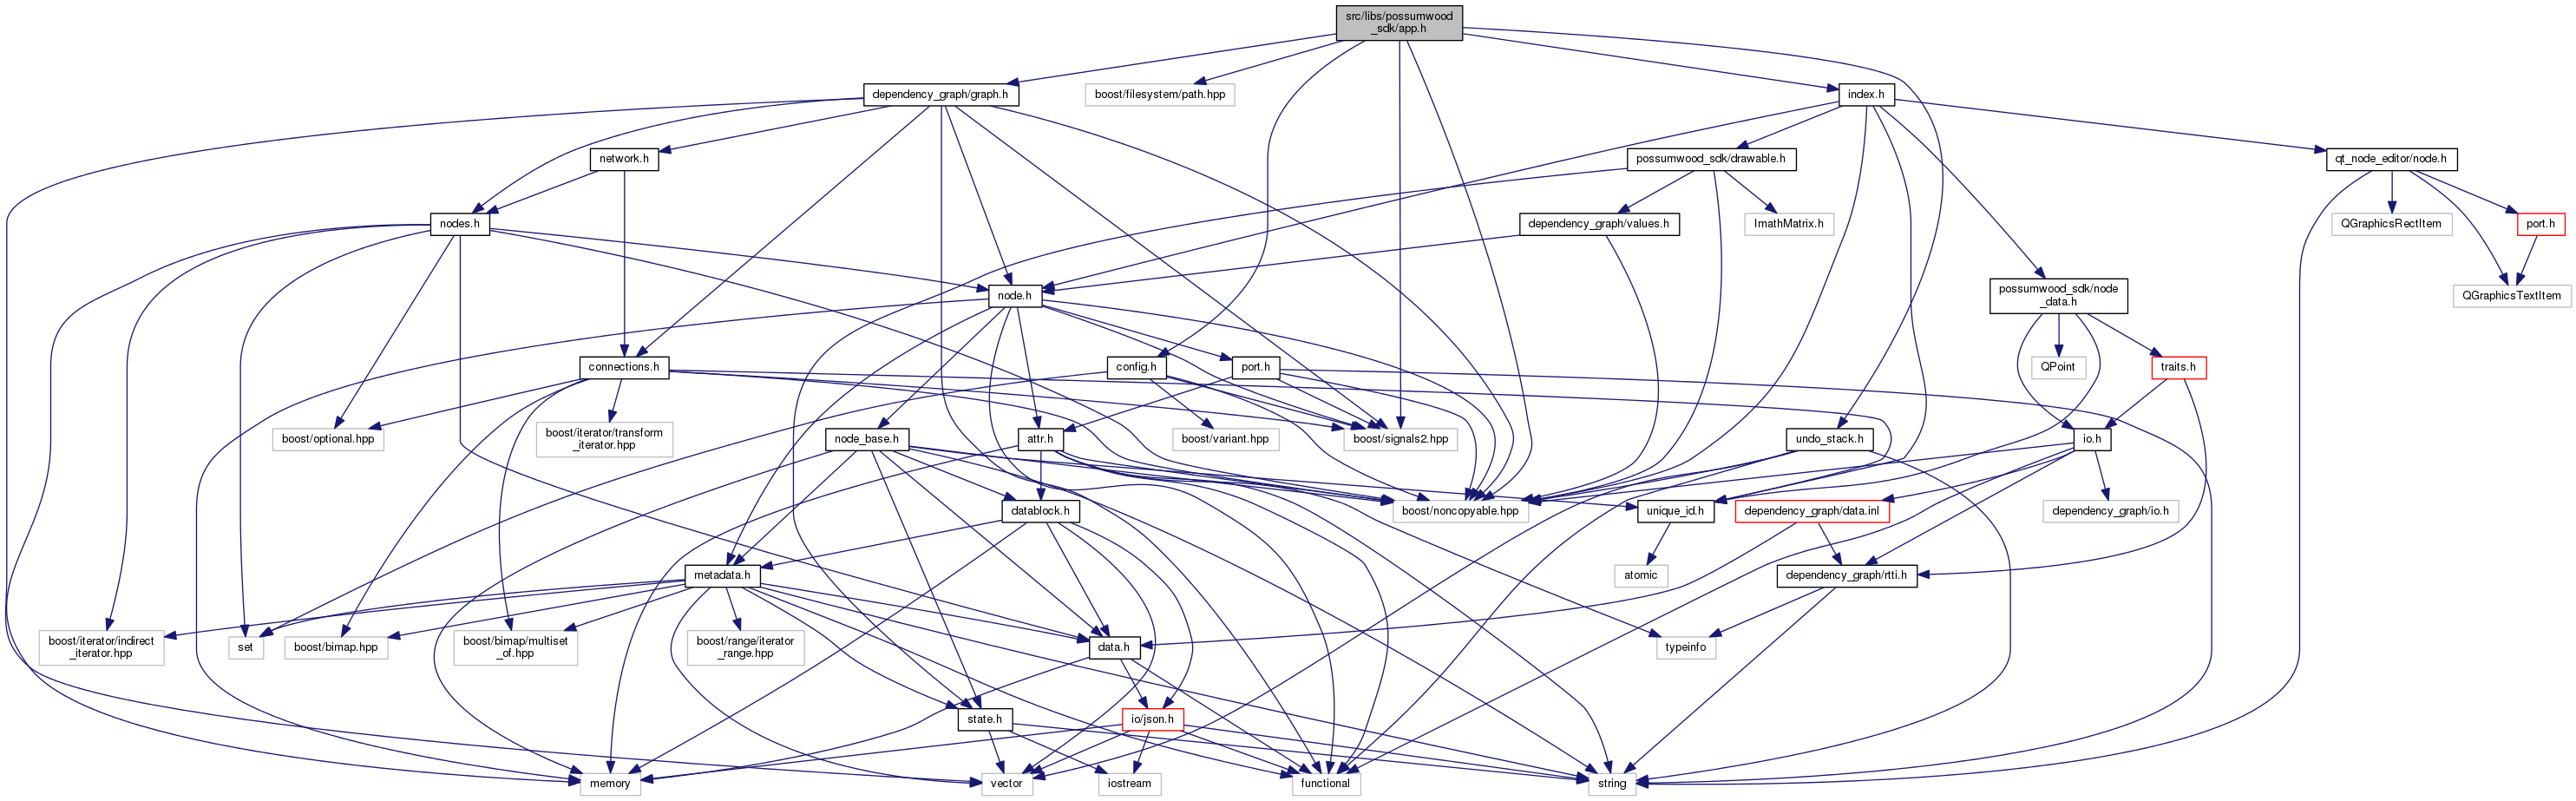 src/libs/possumwood
_sdk/app.h
dependency_graph/graph.h
boost/filesystem/path.hpp
index.h
network.h
possumwood_sdk/drawable.h
qt_node_editor/node.h
nodes.h
dependency_graph/values.h
ImathMatrix.h
QGraphicsRectItem
port.h
node.h
possumwood_sdk/node
_data.h
QGraphicsTextItem
connections.h
config.h
port.h
QPoint
traits.h
boost/optional.hpp
boost/iterator/transform
_iterator.hpp
node_base.h
attr.h
boost/variant.hpp
boost/signals2.hpp
undo_stack.h
io.h
datablock.h
boost/noncopyable.hpp
unique_id.h
dependency_graph/data.inl
dependency_graph/io.h
metadata.h
atomic
dependency_graph/rtti.h
boost/iterator/indirect
_iterator.hpp
set
boost/bimap.hpp
boost/bimap/multiset
_of.hpp
boost/range/iterator
_range.hpp
data.h
typeinfo
state.h
io/json.h
memory
vector
iostream
functional
string